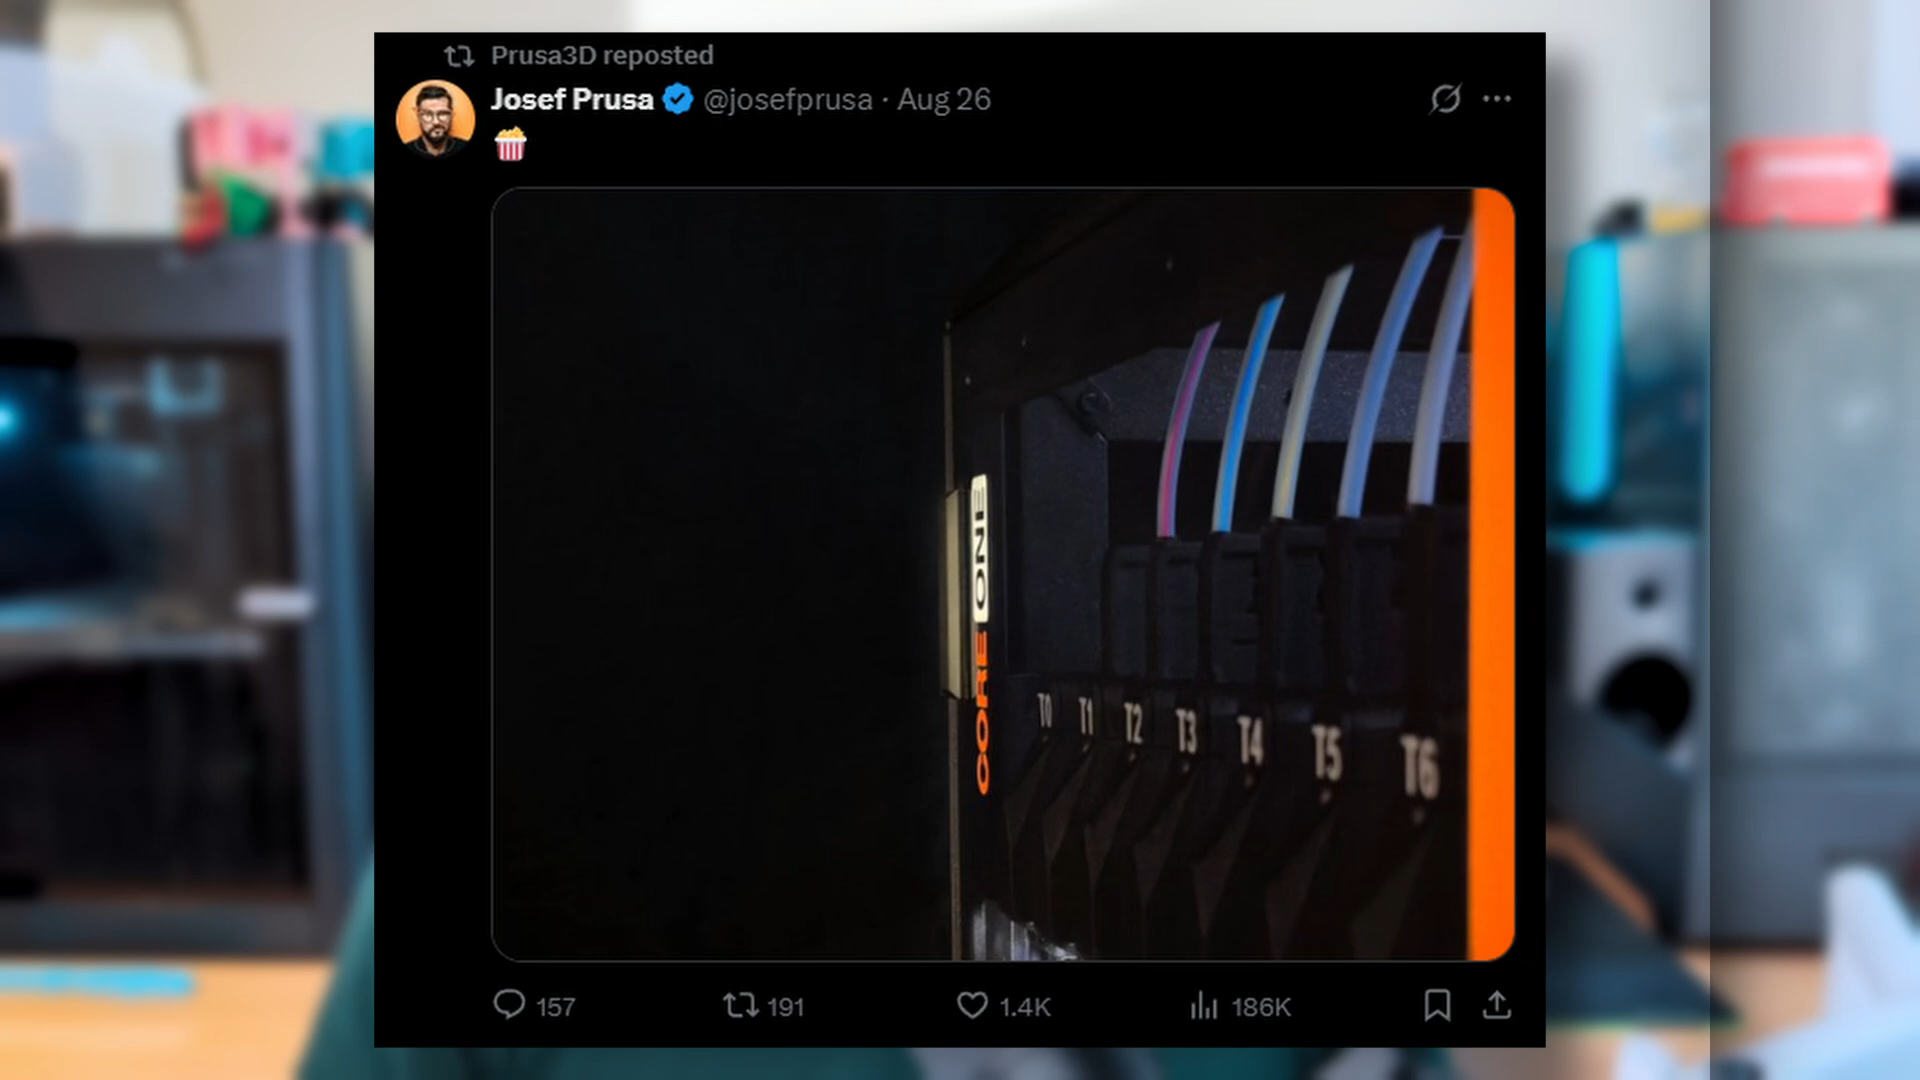 Prusa3D reposted
Josef Prusa @josefprusa · Aug 26
CORE ONE
T0 T1 T2 T3 T4 T5 T6
157 191 1.4K 186K